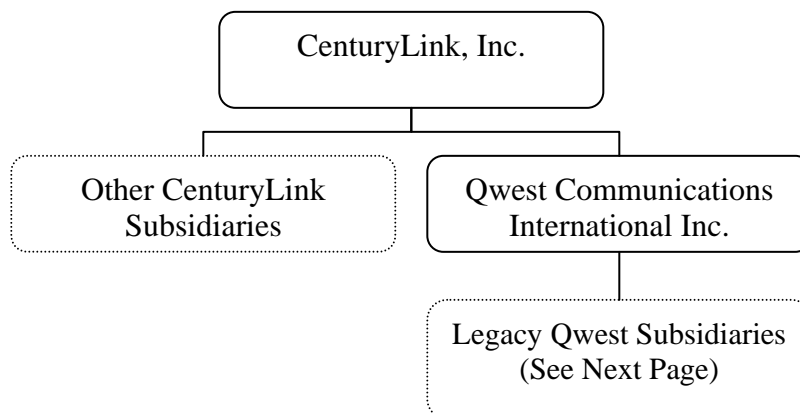 CenturyLink, Inc.
Other CenturyLink
Subsidiaries
Qwest Communications
International Inc.
Legacy Qwest Subsidiaries
(See Next Page)